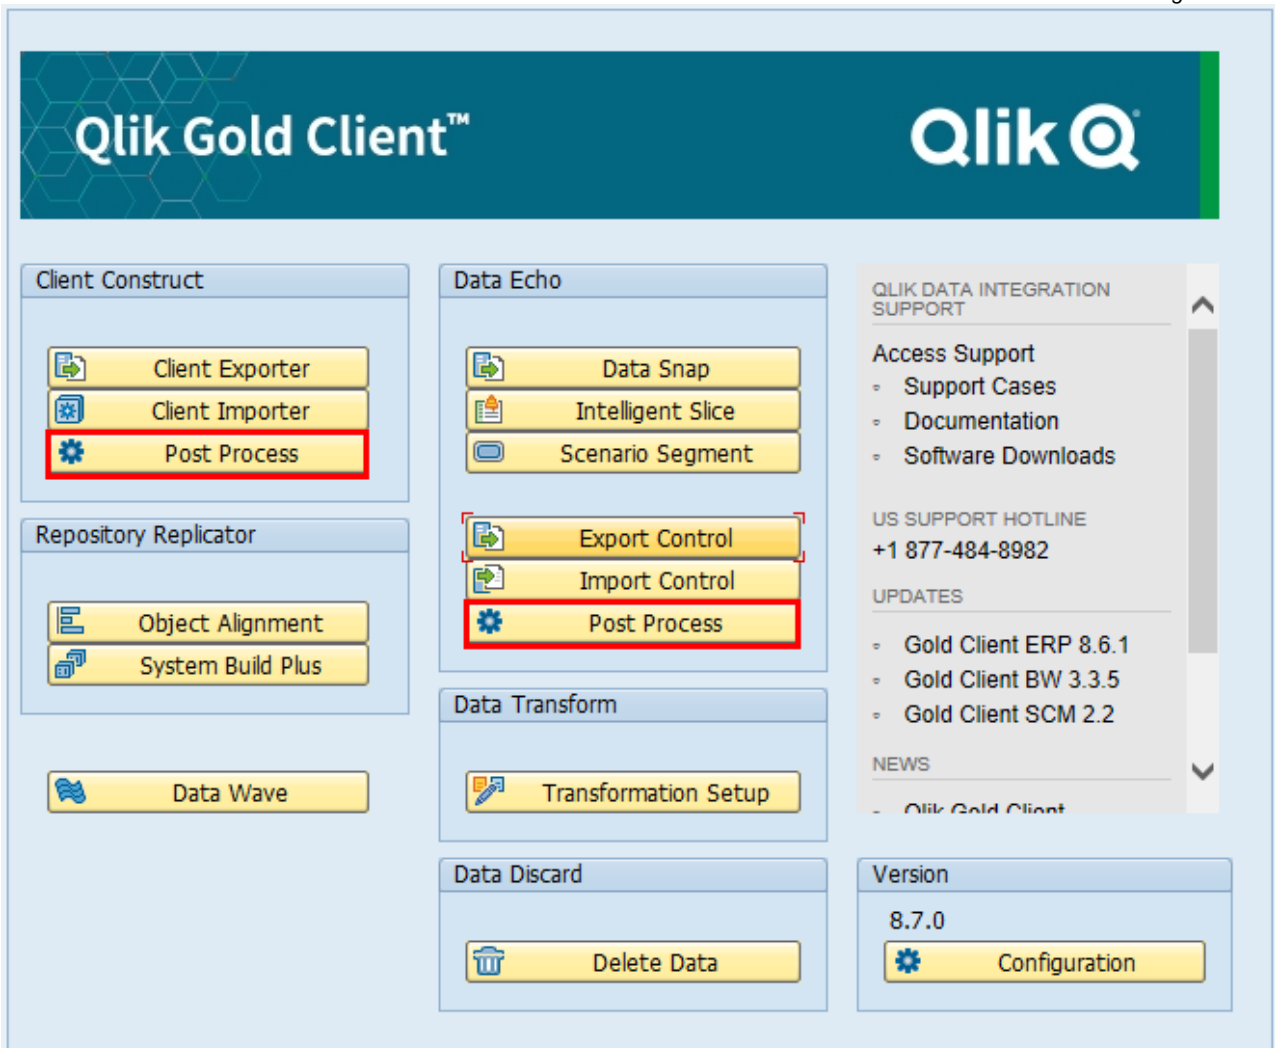 Qlik Gold Client™
Qlik
Client Construct
Client Exporter
Client Importer
Post Process
Repository Replicator
Object Alignment
System Build Plus
Data Wave
Data Echo
Data Snap
Intelligent Slice
Scenario Segment
Export Control
Import Control
Post Process
Data Transform
Transformation Setup
Data Discard
Delete Data
QLIK DATA INTEGRATION
SUPPORT
Access Support
Support Cases
Documentation
Software Downloads
US SUPPORT HOTLINE
+1 877-484-8982
UPDATES
Gold Client ERP 8.6.1
Gold Client BW 3.3.5
Gold Client SCM 2.2
NEWS
Qlik Gold Client
Version
8.7.0
Configuration